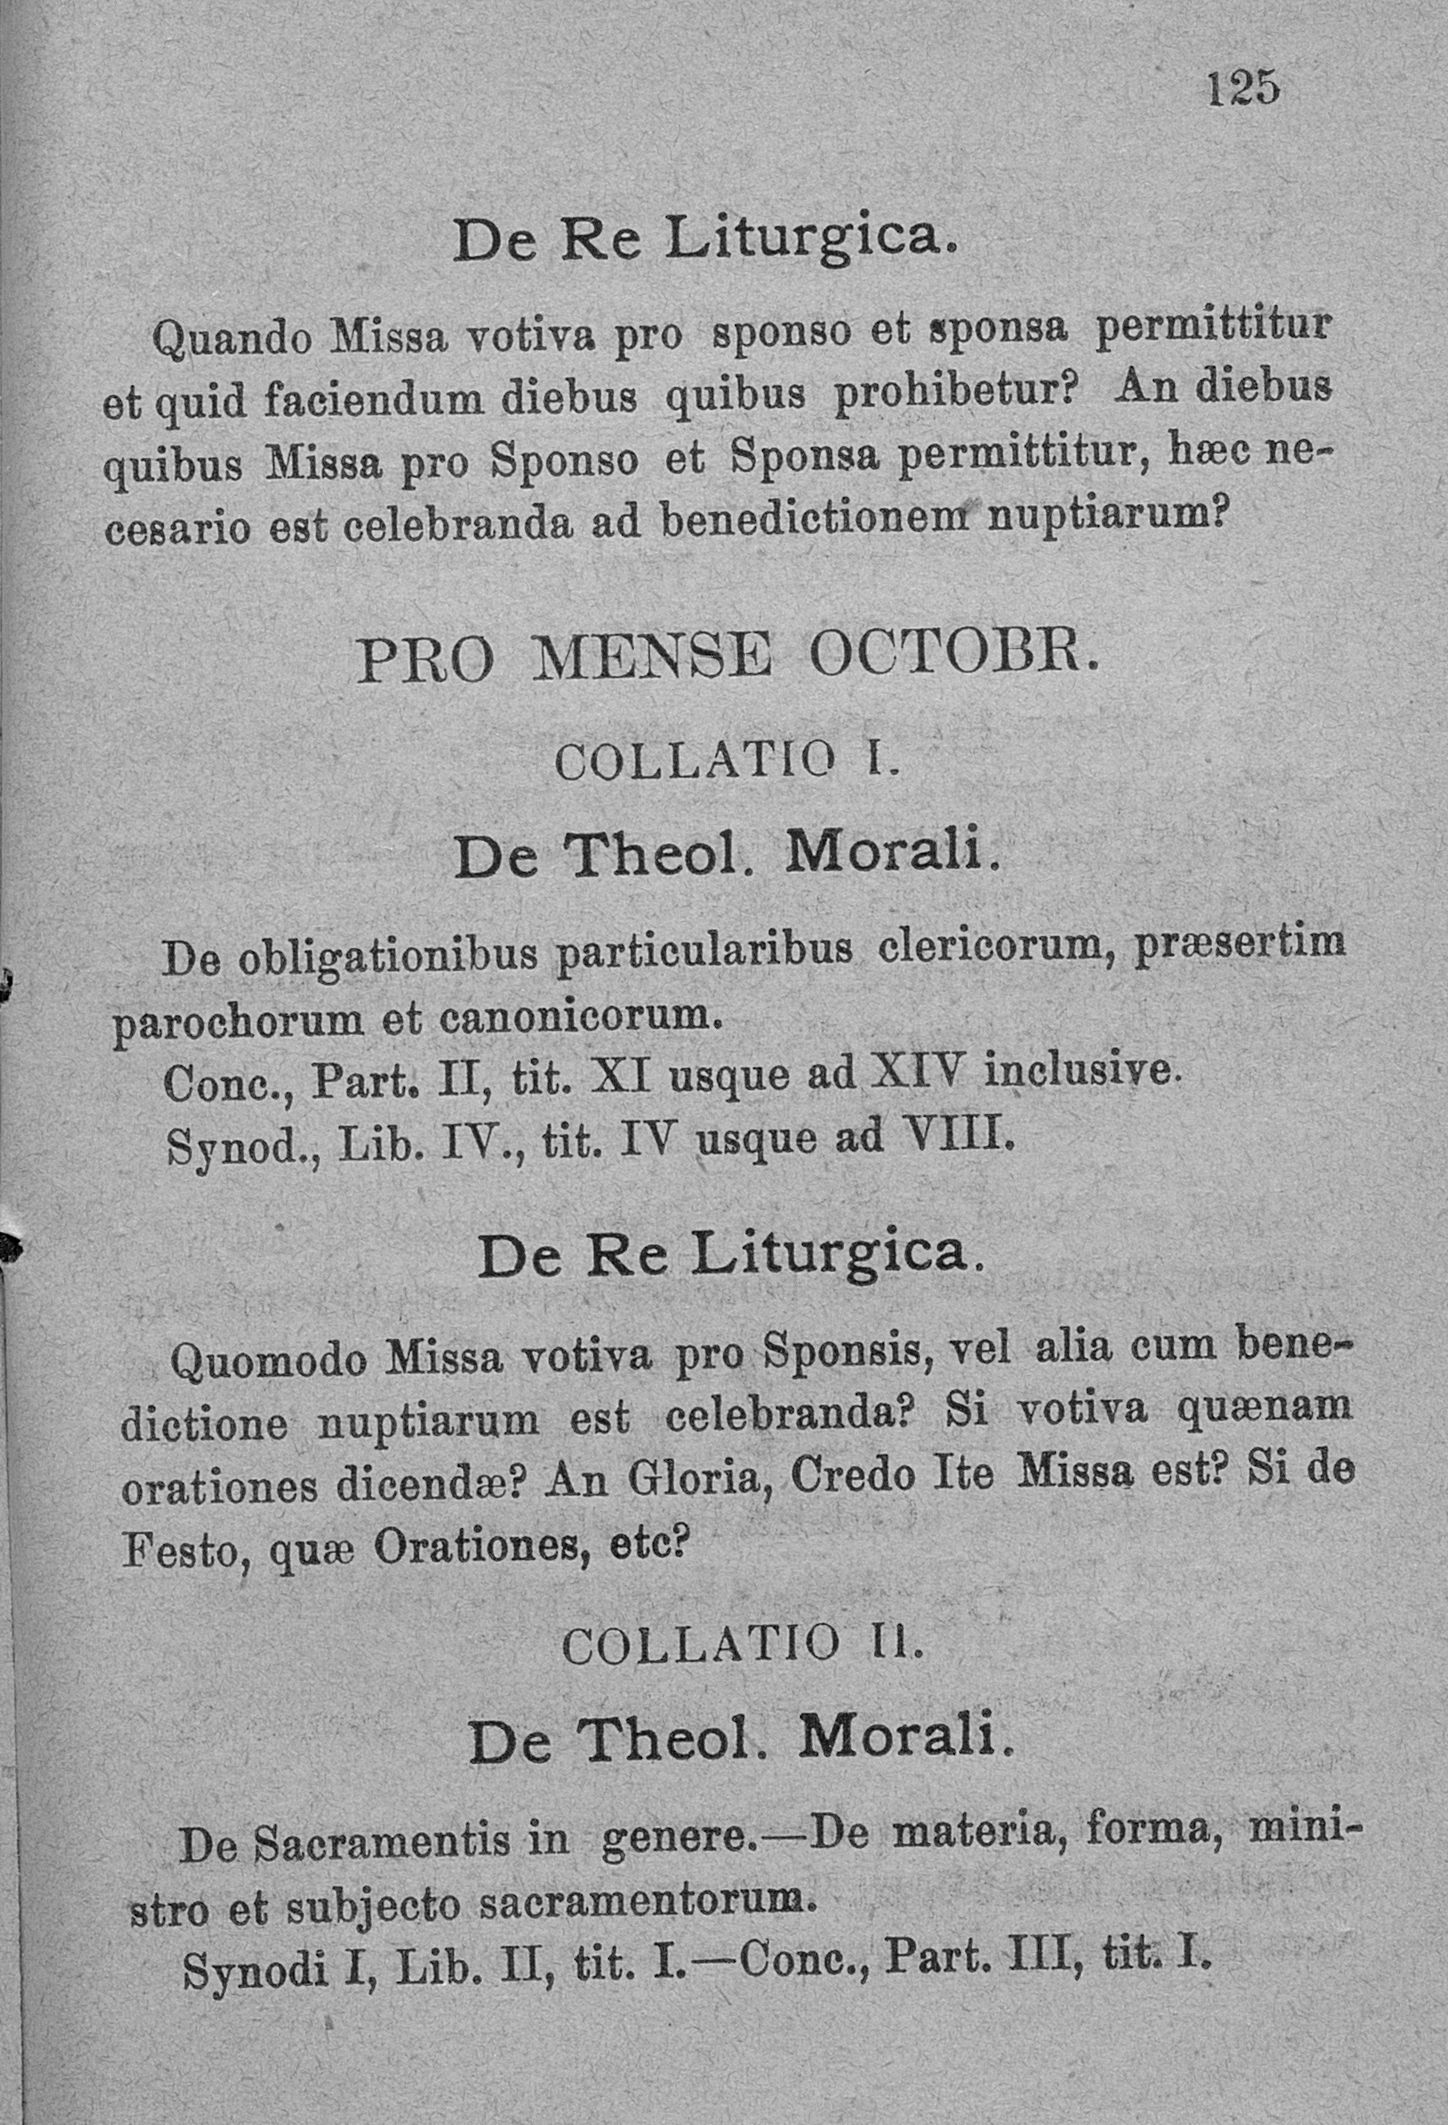 125
De Re Liturgica.
Quando Missa votiva pro sponso et sponsa permittitur
et quid faciendum diebus quibus prohibetur? An diebus
quibus Missa pro Sponso et Sponsa permittitur, hæc ne-
cesario est celebranda ad benedictionem nuptiarum?
PRO MENSE OCTOBR.
COLLATIO I.
De Theol. Morali.
De obligationibus particularibus clericorum, præsertim
parochorum et canonicorum.
Conc., Part. II, tit. XI usque ad XIV inclusive.
Synod., Lib. IV., tit. IV usque ad VIII.
De Re Liturgica.
Quomodo Missa votiva pro Sponsis, vel alia cum bene-
dictione nuptiarum est celebranda? Si votiva quænam
orationes dicendæ? An Gloria, Credo Ite Missa est? Si de
Festo, quæ Orationes, etc?
COLLATIO II.
De Theol. Morali.
De Sacramentis in genere.—De materia, forma, mini-
stro et subjecto sacramentorum.
Synodi I, Lib. II, tit. I.—Conc., Part. III, tit. I.